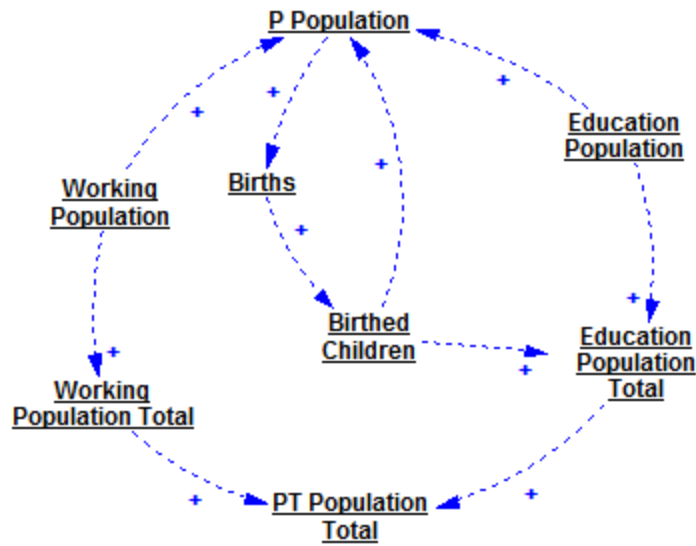 P Population
+
+
+
Education
Population
+
Working
Population
Births
+
+
Birthed
Children
Education
Population
Total
+
+
Working
Population Total
+
+
PT Population
Total